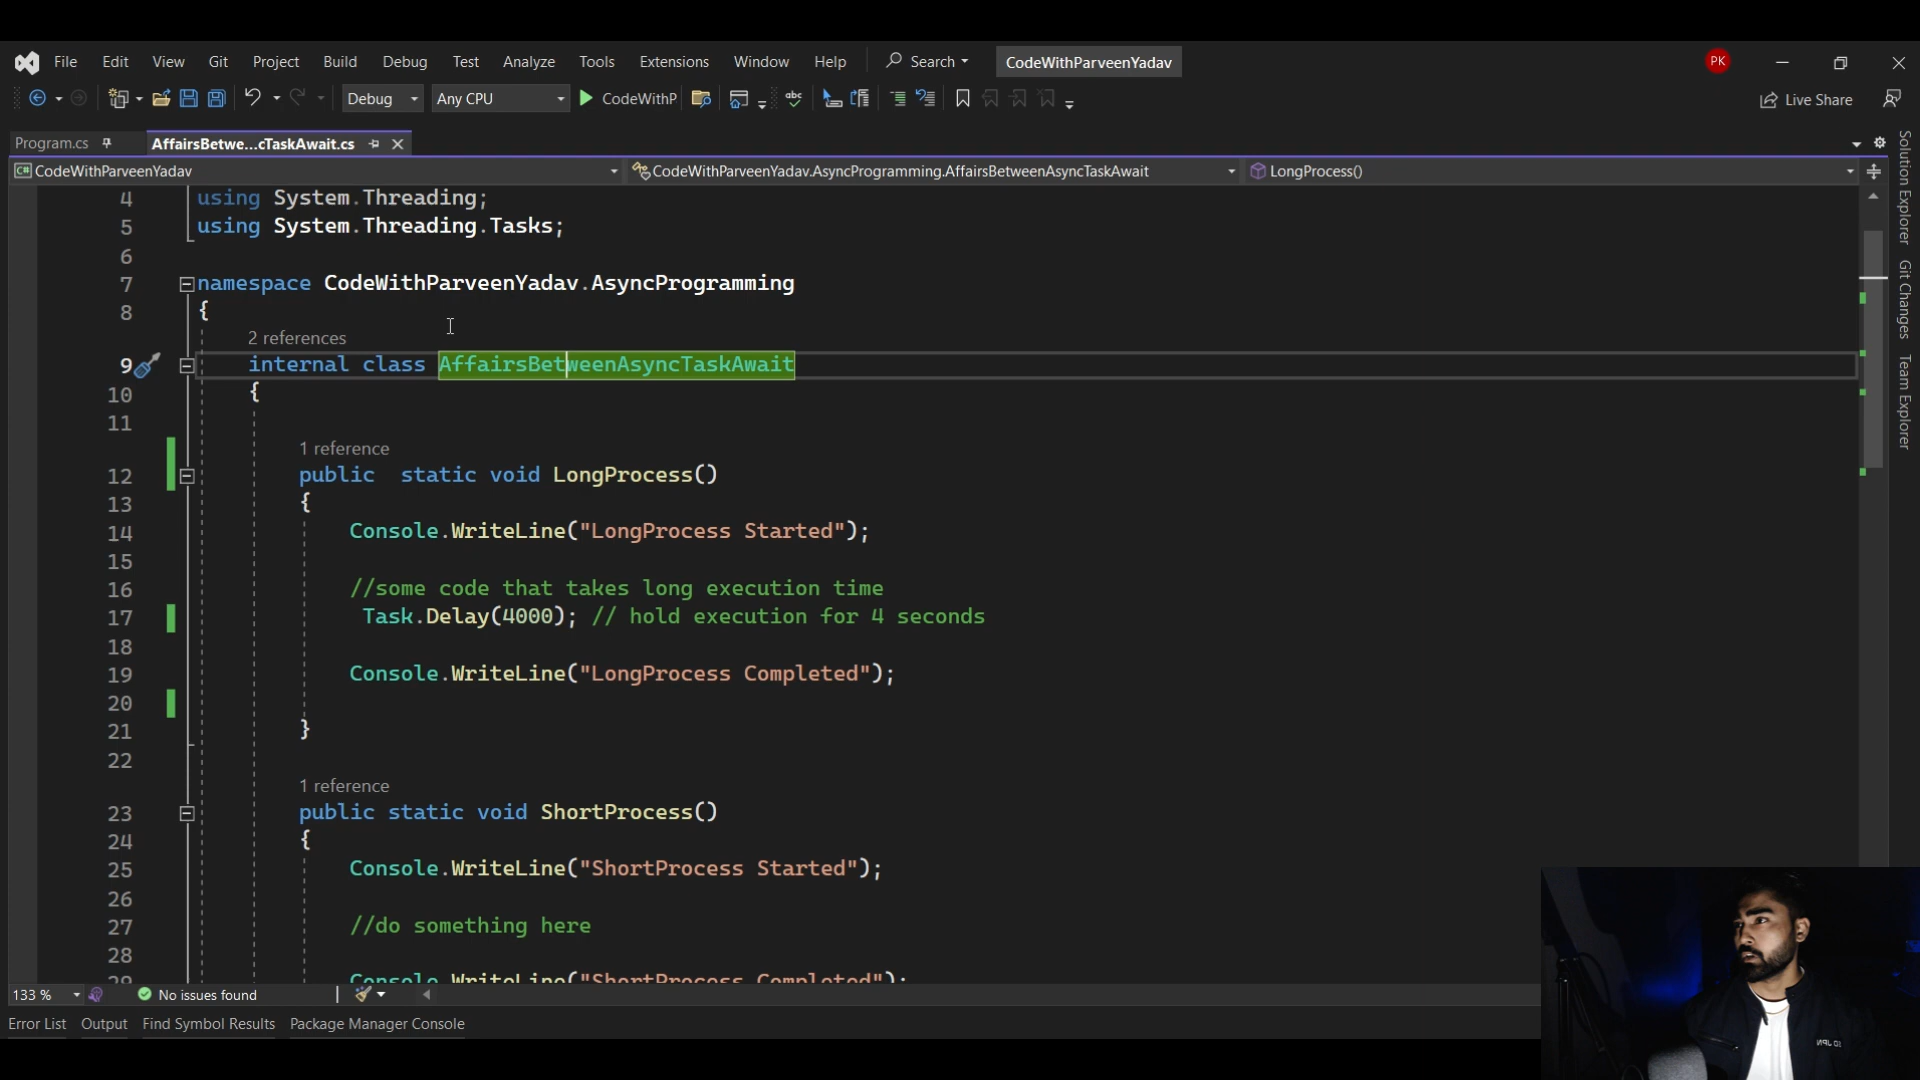 File Edit View Git Project Build Debug Test Analyze Tools Extensions Window Help Search CodeWithParveenYadav PK
Debug Any CPU CodeWithP Live Share
Program.cs AffairsBetwe...cTaskAwait.cs
CodeWithParveenYadav CodeWithParveenYadav.AsyncProgramming.AffairsBetweenAsyncTaskAwait LongProcess()
4 using System.Threading;
5 using System.Threading.Tasks;
6
7 namespace CodeWithParveenYadav.AsyncProgramming
8 {
2 references
9 internal class AffairsBetweenAsyncTaskAwait
10 {
11
1 reference
12 public  static void LongProcess()
13 {
14 Console.WriteLine("LongProcess Started");
15
16 //some code that takes long execution time
17 Task.Delay(4000); // hold execution for 4 seconds
18
19 Console.WriteLine("LongProcess Completed");
20
21 }
22
1 reference
23 public static void ShortProcess()
24 {
25 Console.WriteLine("ShortProcess Started");
26
27 //do something here
28
29 Console.WriteLine("ShortProcess Completed");
133 % No issues found
Error List Output Find Symbol Results Package Manager Console
Solution Explorer
Git Changes
Team Explorer